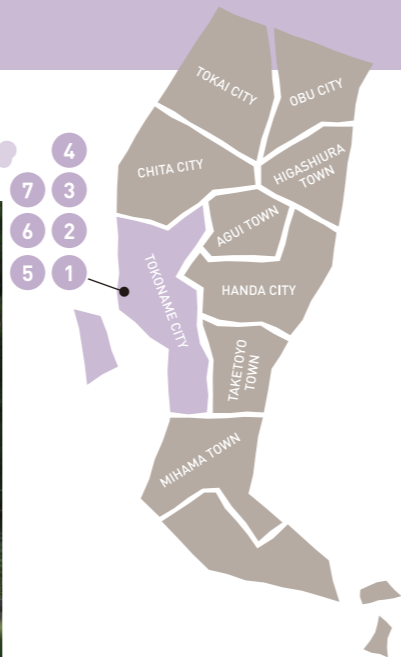 TOKAI CITY
OBU CITY
4
CHITA CITY
HIGASHIURA
TOWN
7 3
AGUI TOWN
6 2
5 1
TOKONAME CITY
HANDA CITY
TAKETOYO
TOWN
MIHAMA TOWN